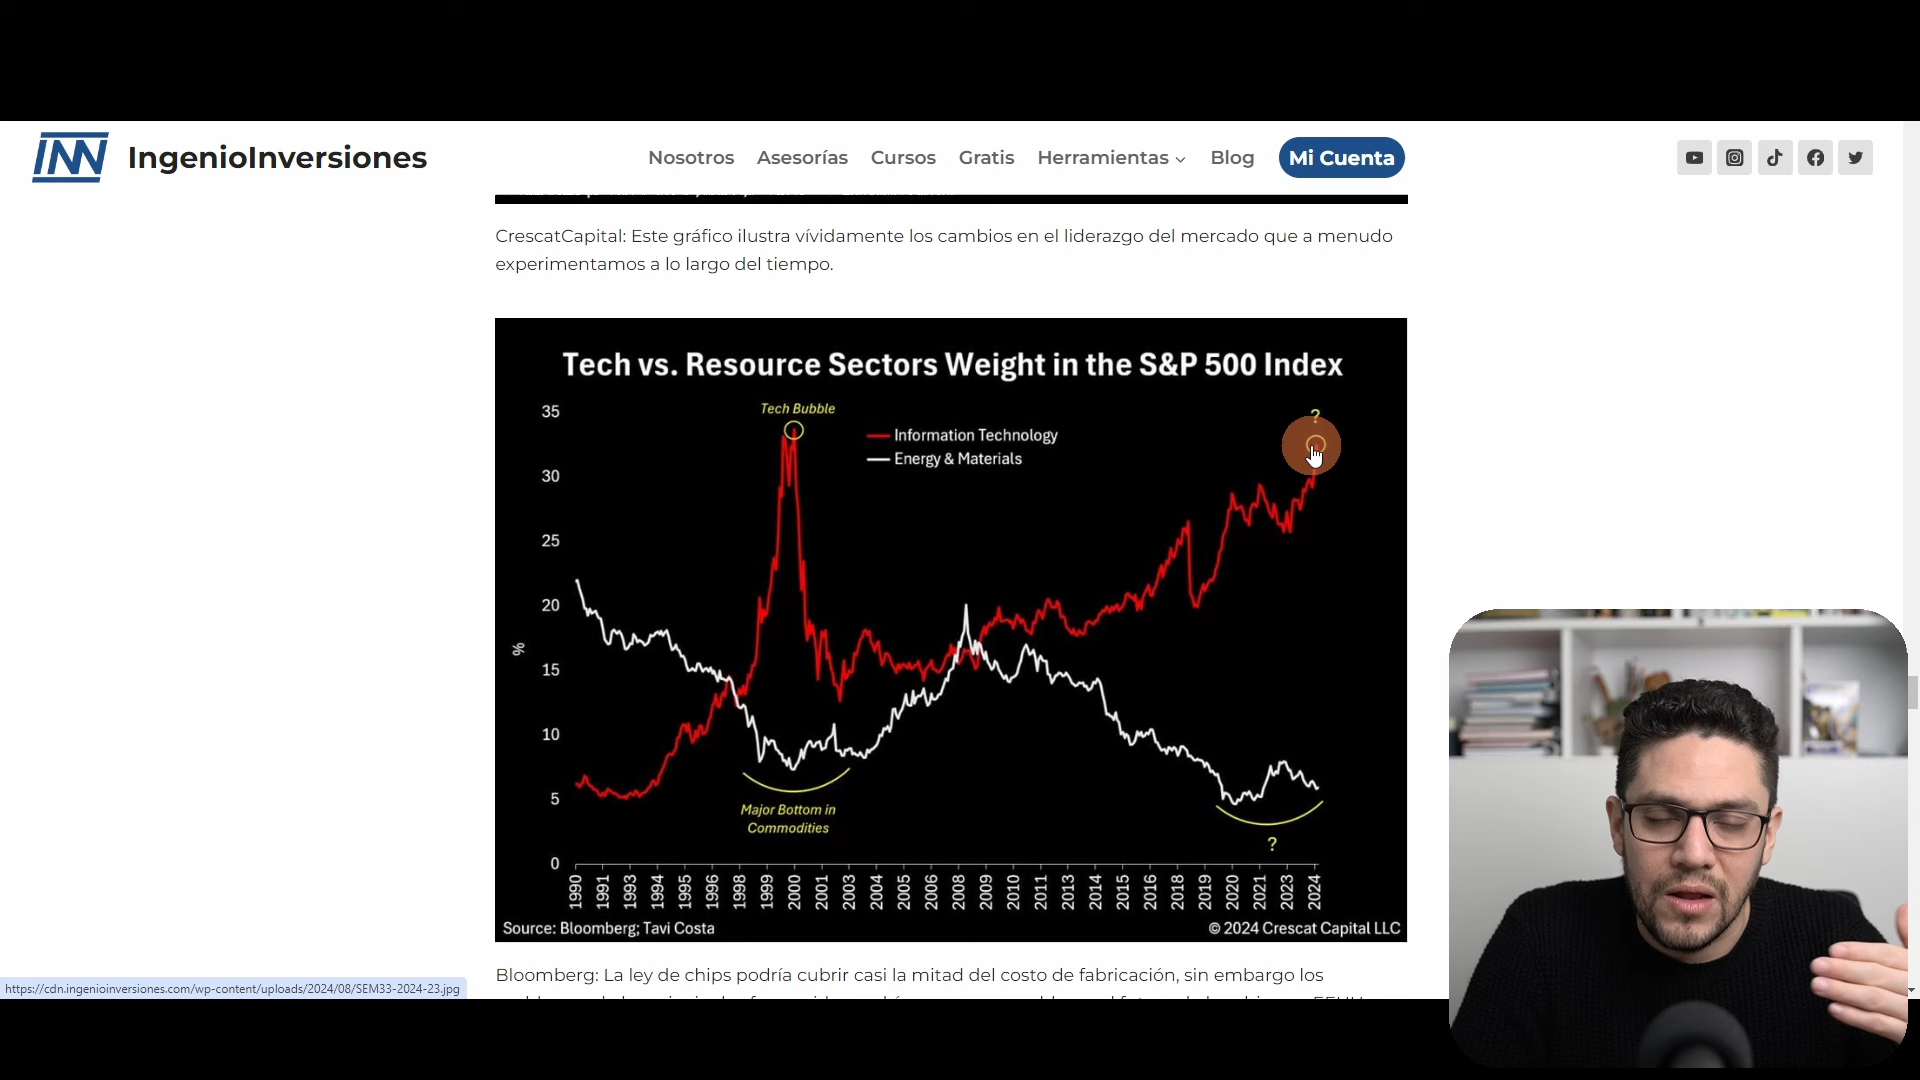 INN IngenioInversiones
Nosotros Asesorías Cursos Gratis Herramientas Blog Mi Cuenta
CrescatCapital: Este gráfico ilustra vívidamente los cambios en el liderazgo del mercado que a menudo
experimentamos a lo largo del tiempo.
Tech vs. Resource Sectors Weight in the S&P 500 Index
Tech Bubble
?
Information Technology
Energy & Materials
35
30
25
20
15
10
5
0
%
Major Bottom in
Commodities
?
1990 1991 1993 1994 1995 1996 1998 1999 2000 2001 2003 2004 2005 2006 2008 2009 2010 2011 2013 2014 2015 2016 2018 2019 2020 2021 2023 2024
Source: Bloomberg; Tavi Costa
© 2024 Crescat Capital LLC
Bloomberg: La ley de chips podría cubrir casi la mitad del costo de fabricación, sin embargo los
https://cdn.ingenioinversiones.com/wp-content/uploads/2024/08/SEM33-2024-23.jpg